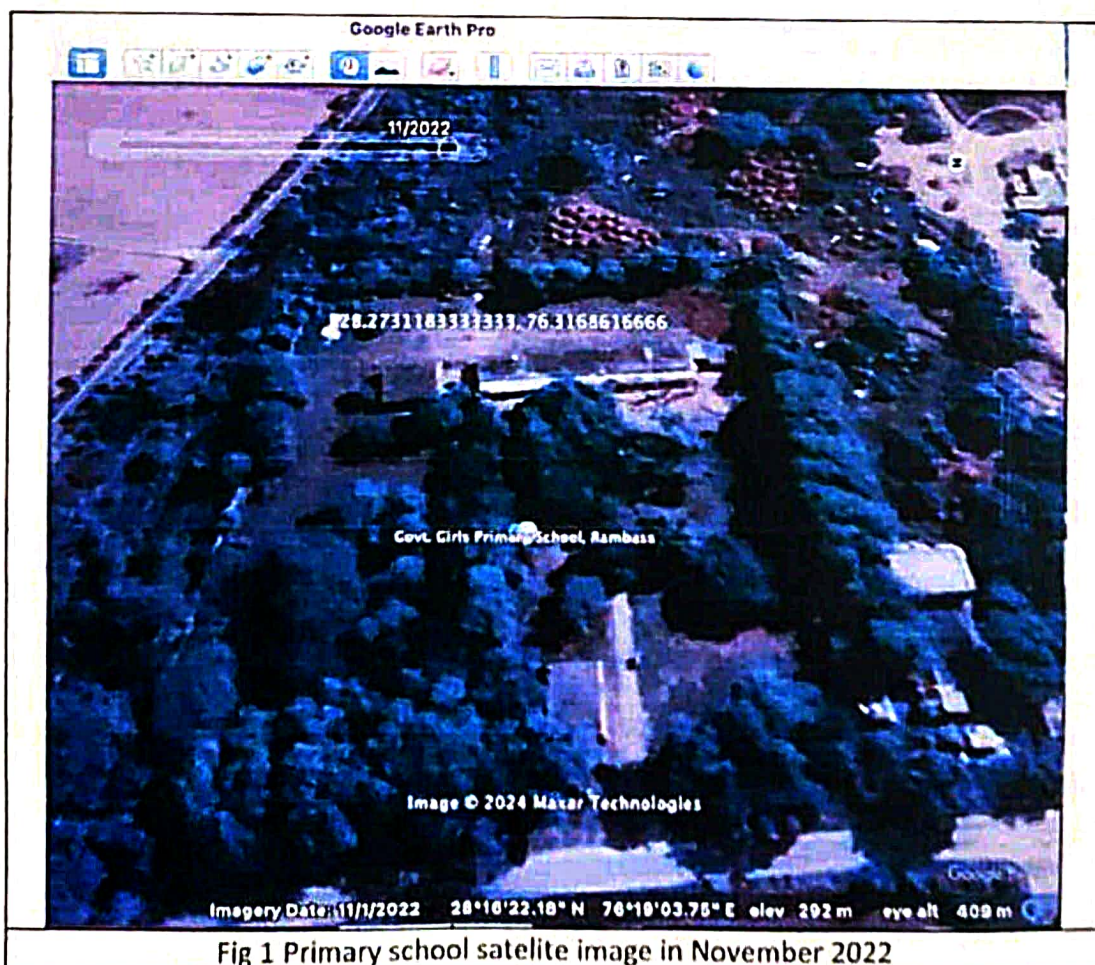 Google Earth Pro
11/2022
28.2731183333333, 76.3168616666
Govt. Girls Primary School, Rambass
Image © 2024 Maxar Technologies
Google
Imagery Date: 11/1/2022 28°16'22.18" N 76°19'03.75" E elev 292 m eye alt 409 m
Fig 1 Primary school satelite image in November 2022